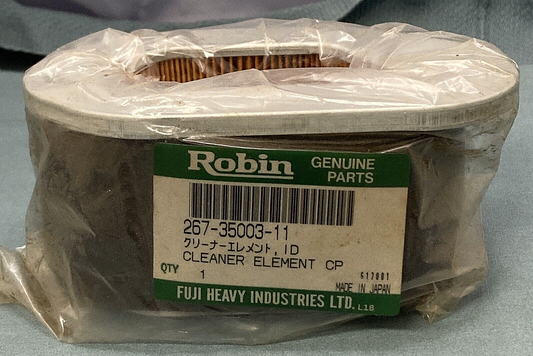 Robin GENUINE PARTS
267-35003-11
クリーナーエレメント, ID
CLEANER ELEMENT CP
QTY 1
617001
MADE IN JAPAN
FUJI HEAVY INDUSTRIES LTD. L18